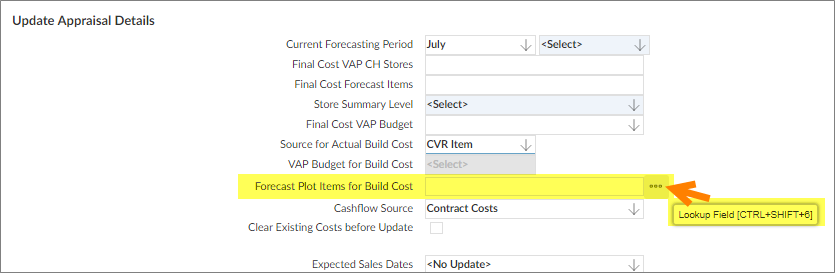 Update Appraisal Details
Current Forecasting Period July <Select>
Final Cost VAP CH Stores
Final Cost Forecast Items
Store Summary Level <Select>
Final Cost VAP Budget
Source for Actual Build Cost CVR Item
VAP Budget for Build Cost <Select>
Forecast Plot Items for Build Cost
Cashflow Source Contract Costs
Lookup Field [CTRL+SHIFT+6]
Clear Existing Costs before Update
Expected Sales Dates <No Update>